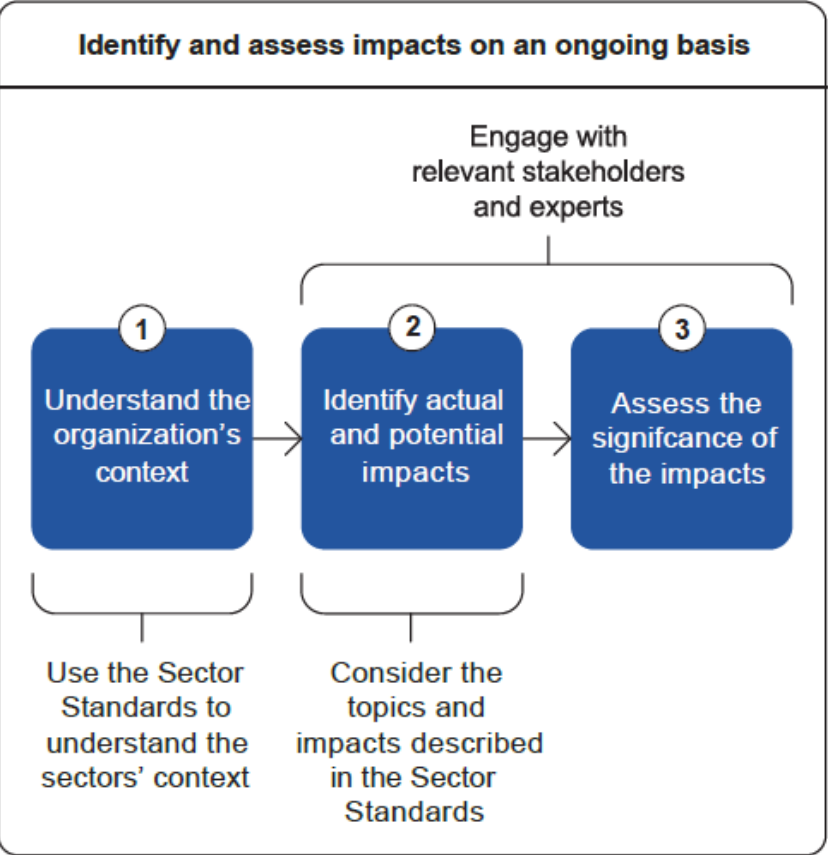 Identify and assess impacts on an ongoing basis
Engage with
relevant stakeholders
and experts
1
Understand the
organization's
context
2
Identify actual
and potential
impacts
3
Assess the
signifcance of
the impacts
Use the Sector
Standards to
understand the
sectors' context
Consider the
topics and
impacts described
in the Sector
Standards